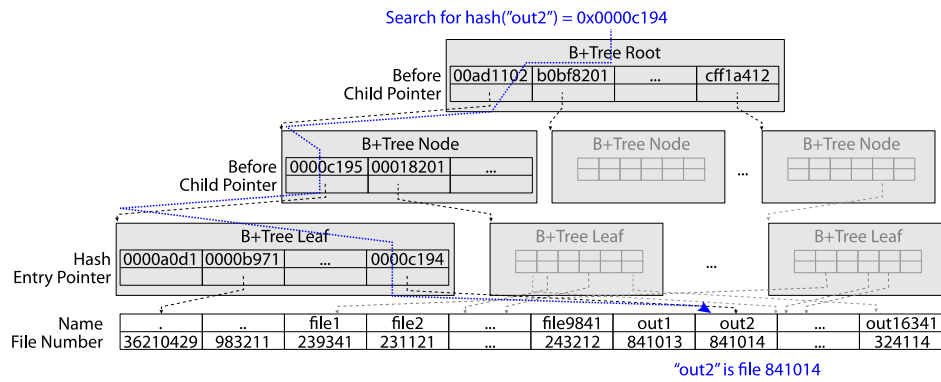 Search for hash("out2") = 0x0000c194
B+Tree Root
Before 00ad1102 b0bf8201 ... cff1a412
Child Pointer
B+Tree Node B+Tree Node B+Tree Node
Before 0000c195 00018201 ...
Child Pointer ...
B+Tree Leaf B+Tree Leaf B+Tree Leaf
Hash 0000a0d1 0000b971 ... 0000c194
Entry Pointer ...
Name . .. file1 file2 ... file9841 out1 out2 ... out16341
File Number 36210429 983211 239341 231121 ... 243212 841013 841014 ... 324114
"out2" is file 841014